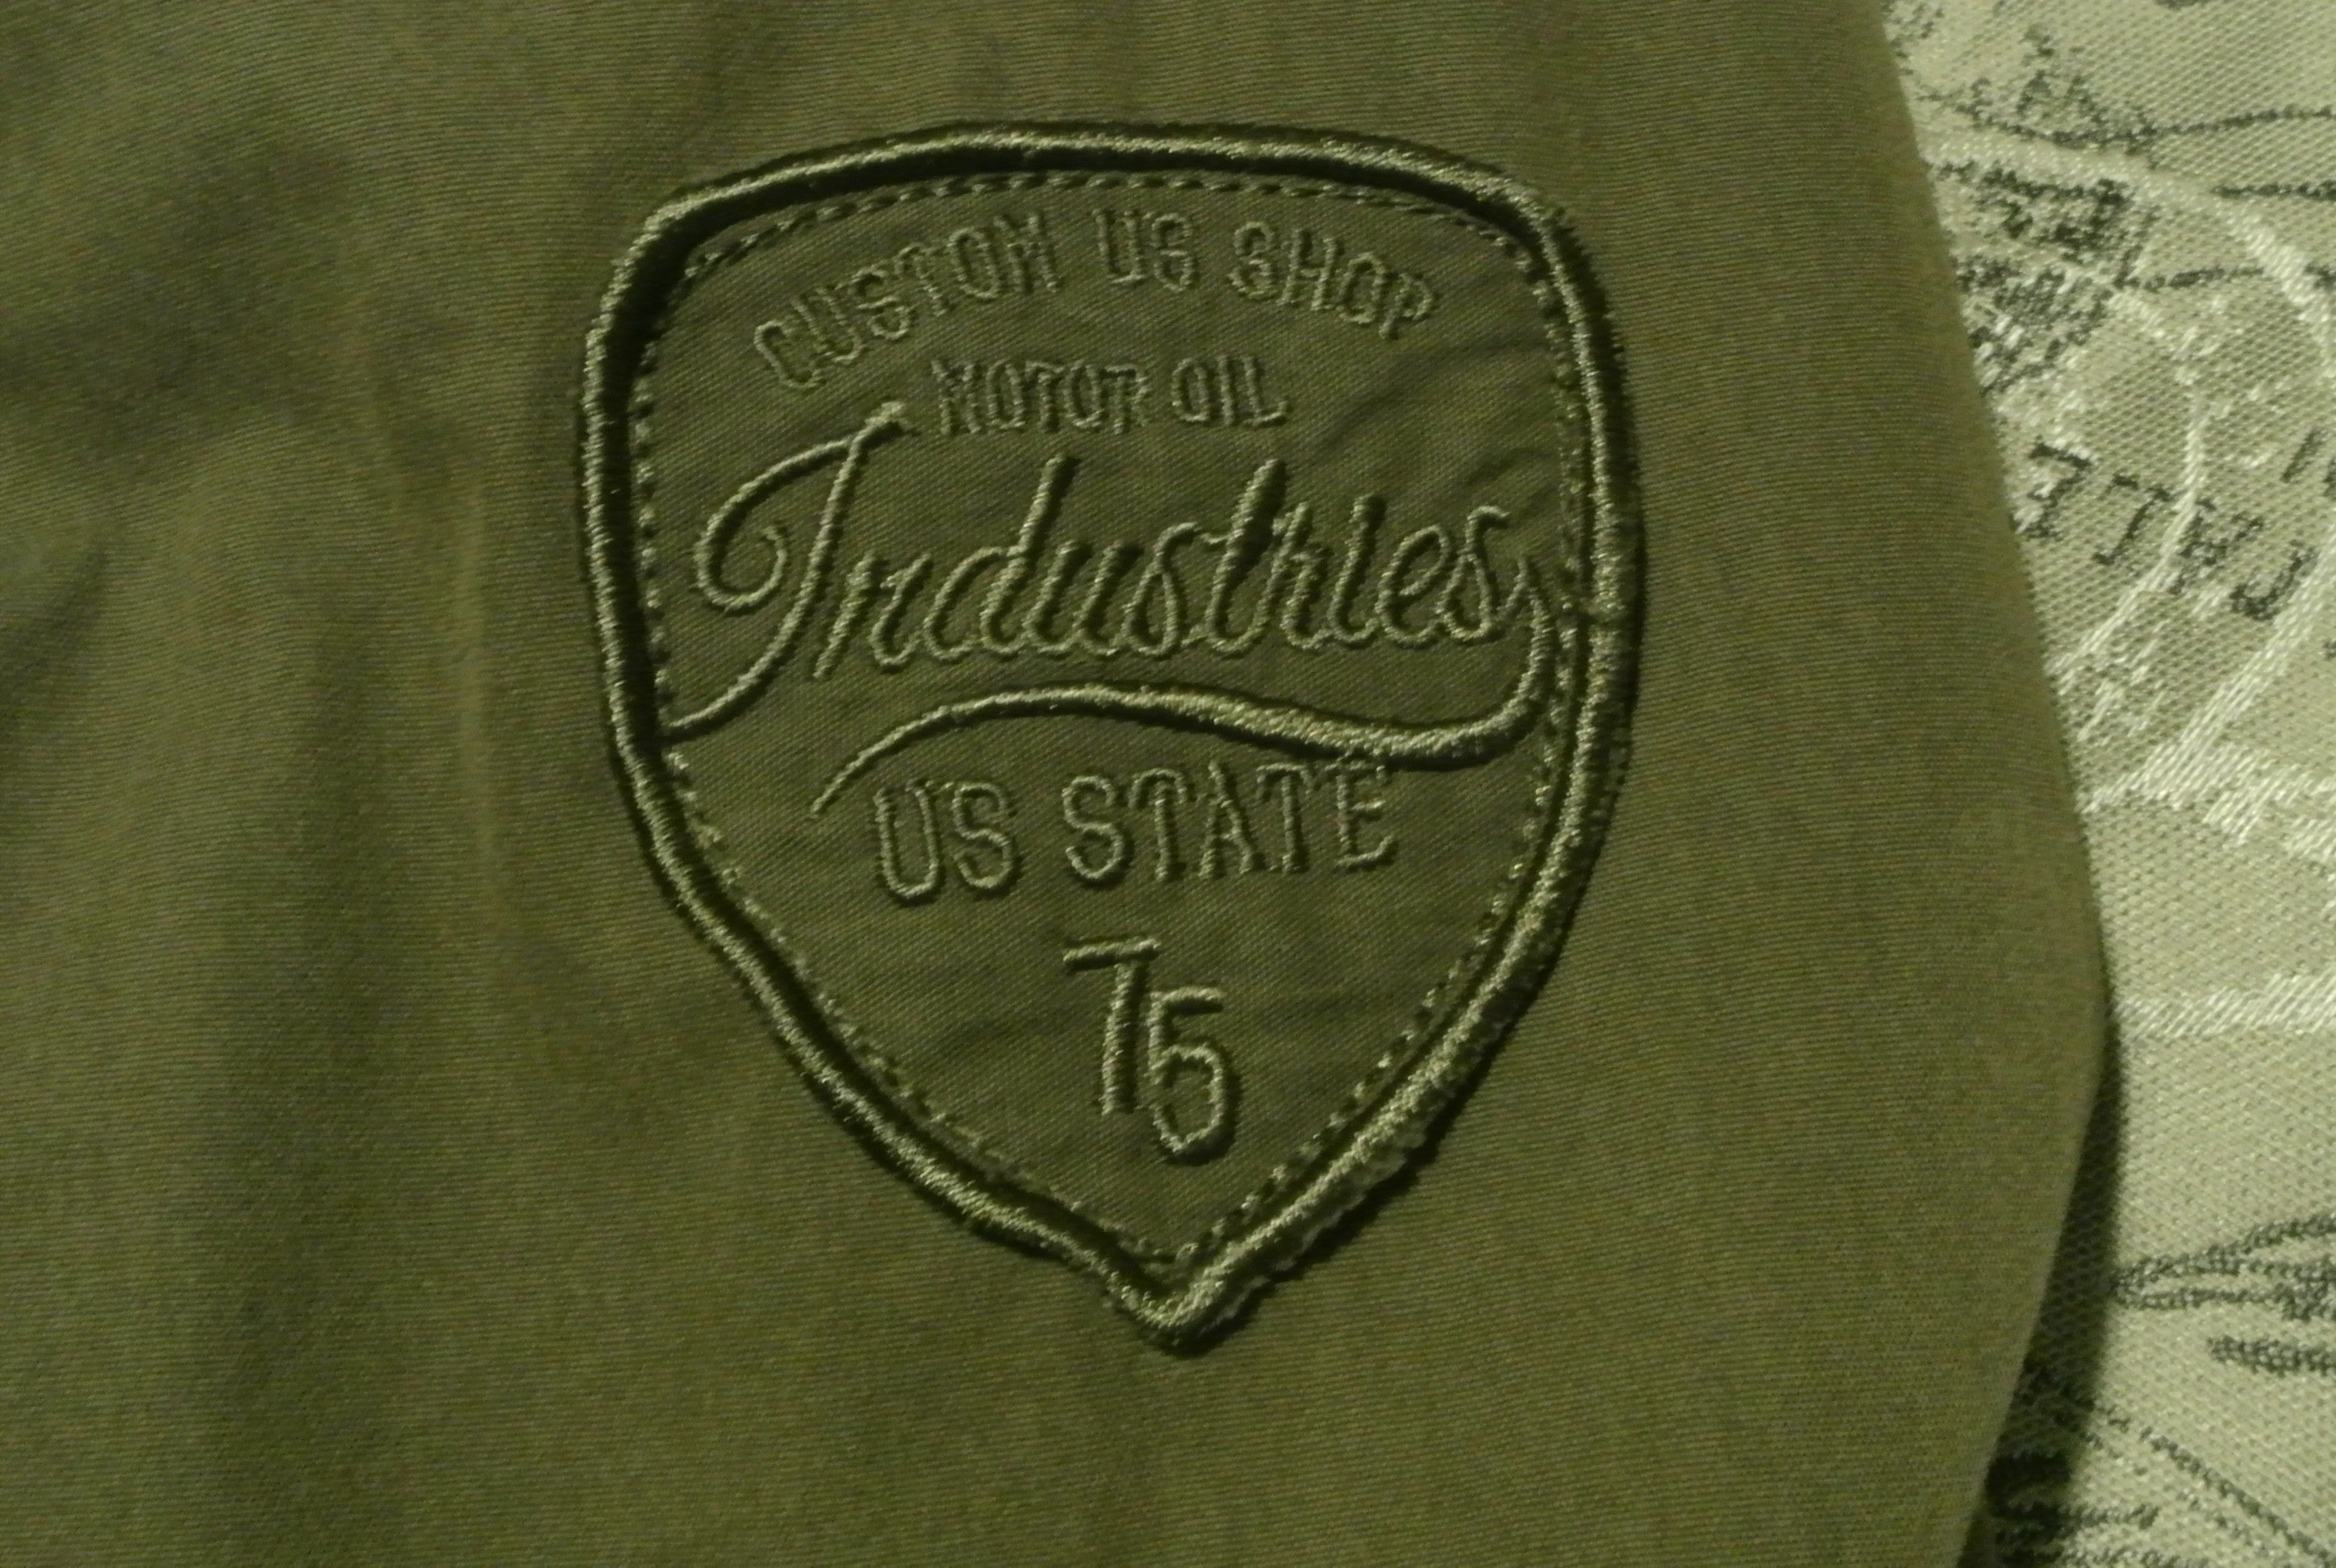 CUSTOM US SHOP
MOTOR OIL
Industries
US STATE
75